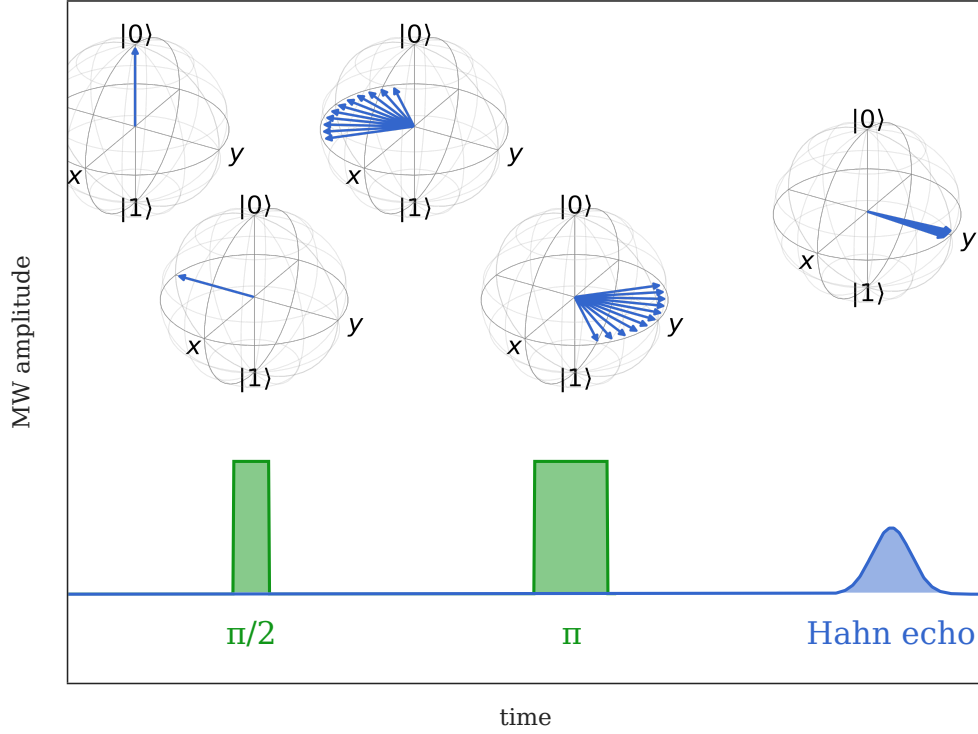 |0⟩
|0⟩
y
y
x
x
|1⟩
|1⟩
|0⟩
|0⟩
y
y
x
x
|1⟩
|1⟩
|0⟩
y
x
|1⟩
MW amplitude
π/2
π
Hahn echo
time